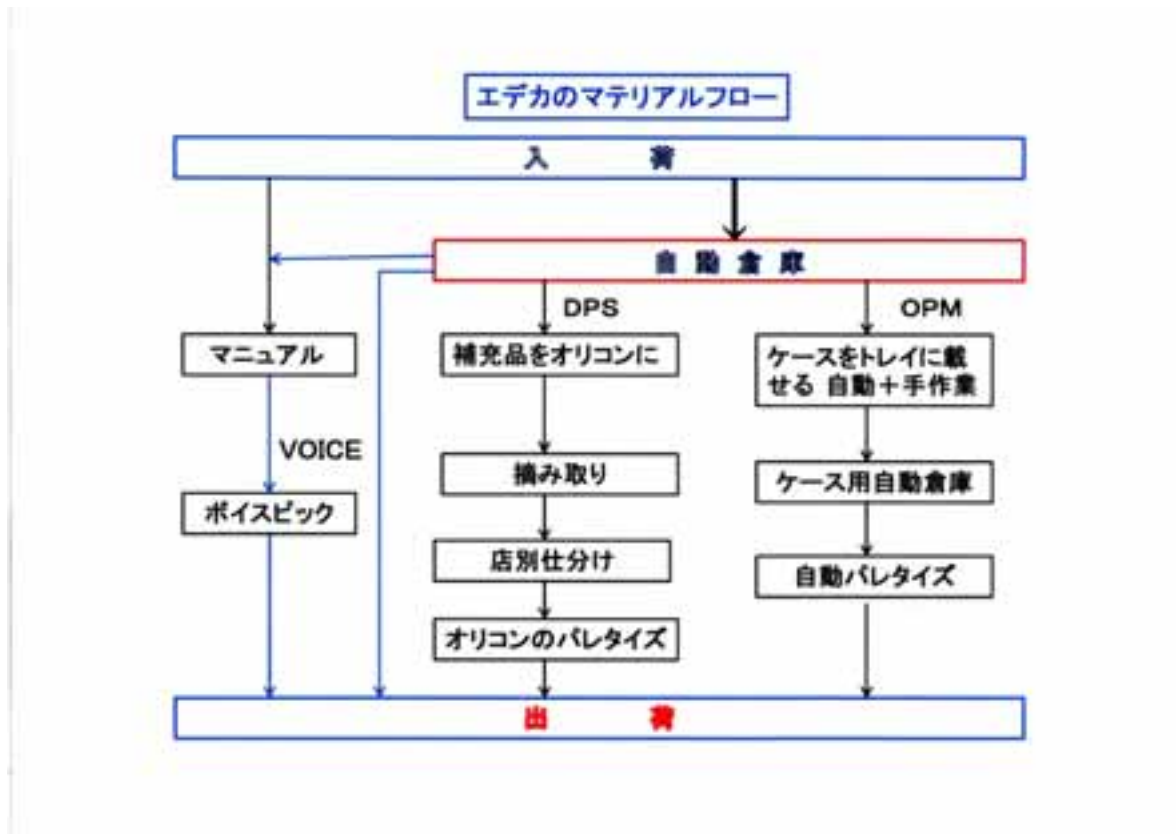 エデカのマテリアルフロー
入 荷
自 動 倉 庫
DPS
OPM
マニュアル
補充品をオリコンに
ケースをトレイに載
せる 自動＋手作業
VOICE
摘み取り
ケース用自動倉庫
ボイスピック
店別仕分け
自動パレタイズ
オリコンのパレタイズ
出 荷